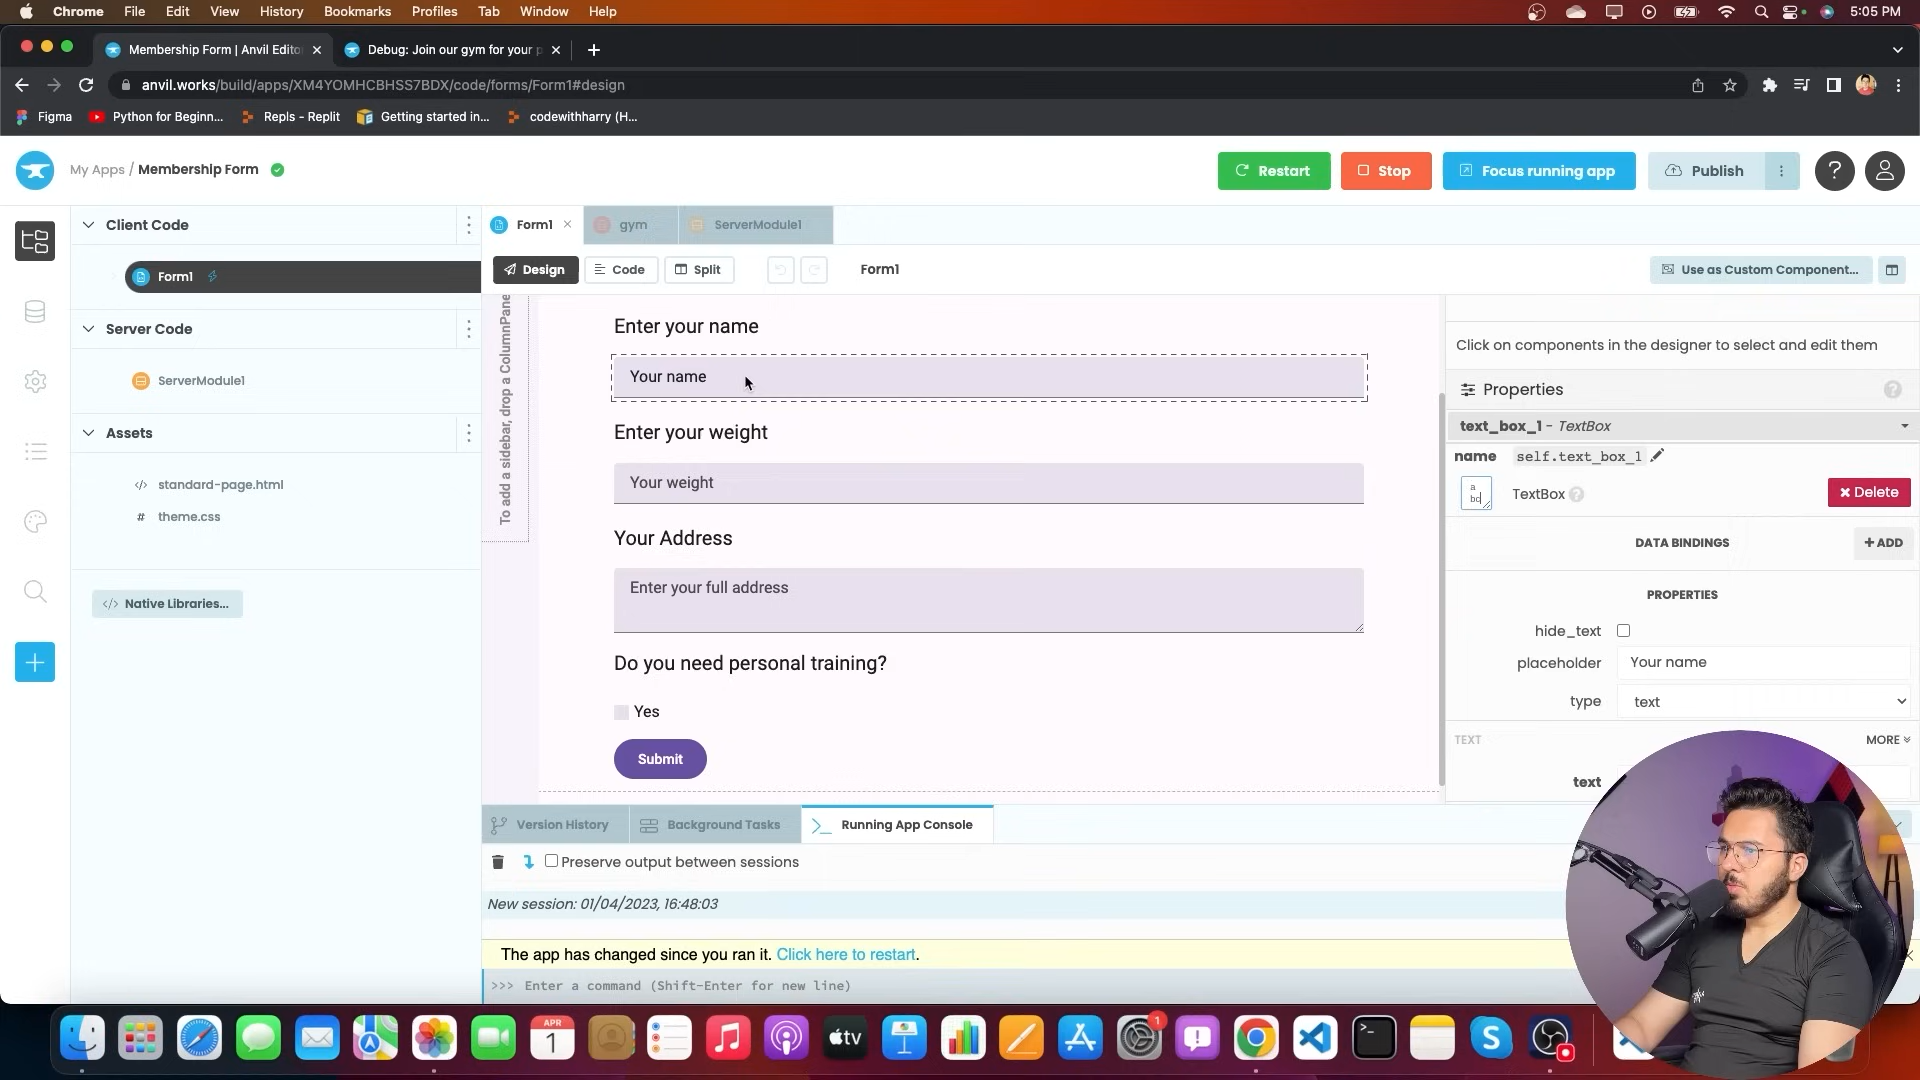 Chrome File Edit View History Bookmarks Profiles Tab Window Help 5:05 PM
Membership Form | Anvil Edito Debug: Join our gym for your p
anvil.works/build/apps/XM4YOMHCBHSS7BDX/code/forms/Form1#design
Figma Python for Beginn... Repls - Replit Getting started in... codewithharry (H...
My Apps / Membership Form Restart Stop Focus running app Publish ?
Client Code Form1 gym ServerModule1
Design Code Split Form1 Use as Custom Component...
Form1
Server Code
ServerModule1
Assets
standard-page.html
theme.css
Native Libraries...
To add a sidebar, drop a ColumnPane
Enter your name
Your name
Enter your weight
Your weight
Your Address
Enter your full address
Do you need personal training?
Yes
Submit
Click on components in the designer to select and edit them
Properties ?
text_box_1 - TextBox
name self.text_box_1
a bc TextBox ? Delete
DATA BINDINGS + ADD
PROPERTIES
hide_text
placeholder Your name
type text
TEXT MORE
text
Version History Background Tasks Running App Console
Preserve output between sessions
New session: 01/04/2023, 16:48:03
The app has changed since you ran it. Click here to restart.
>>> Enter a command (Shift-Enter for new line)
APR
1
tv
1